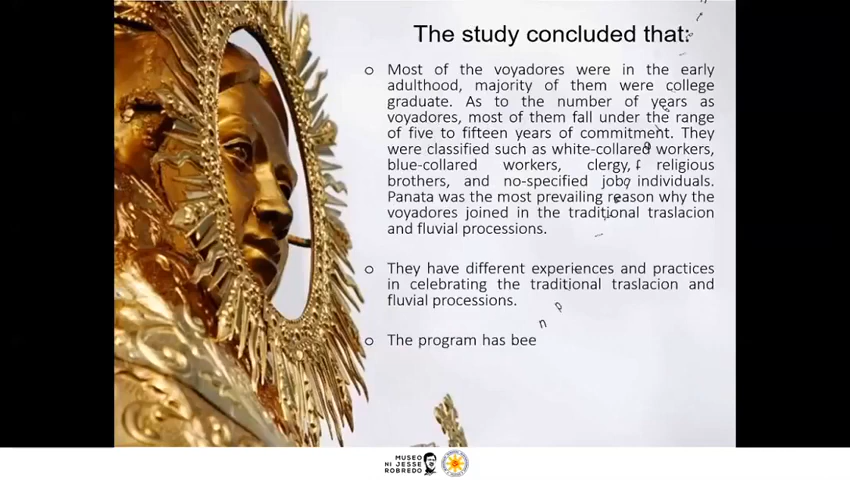 The study concluded that:
o Most of the voyadores were in the early
adulthood, majority of them were college
graduate. As to the number of years as
voyadores, most of them fall under the range
of five to fifteen years of commitment. They
were classified such as white-collared workers,
blue-collared workers, clergy, religious
brothers, and no-specified job individuals.
Panata was the most prevailing reason why the
voyadores joined in the traditional traslacion
and fluvial processions.
o They have different experiences and practices
in celebrating the traditional traslacion and
fluvial processions.
o The program has bee
n p
MUSEO
NI JESSE
ROBREDO